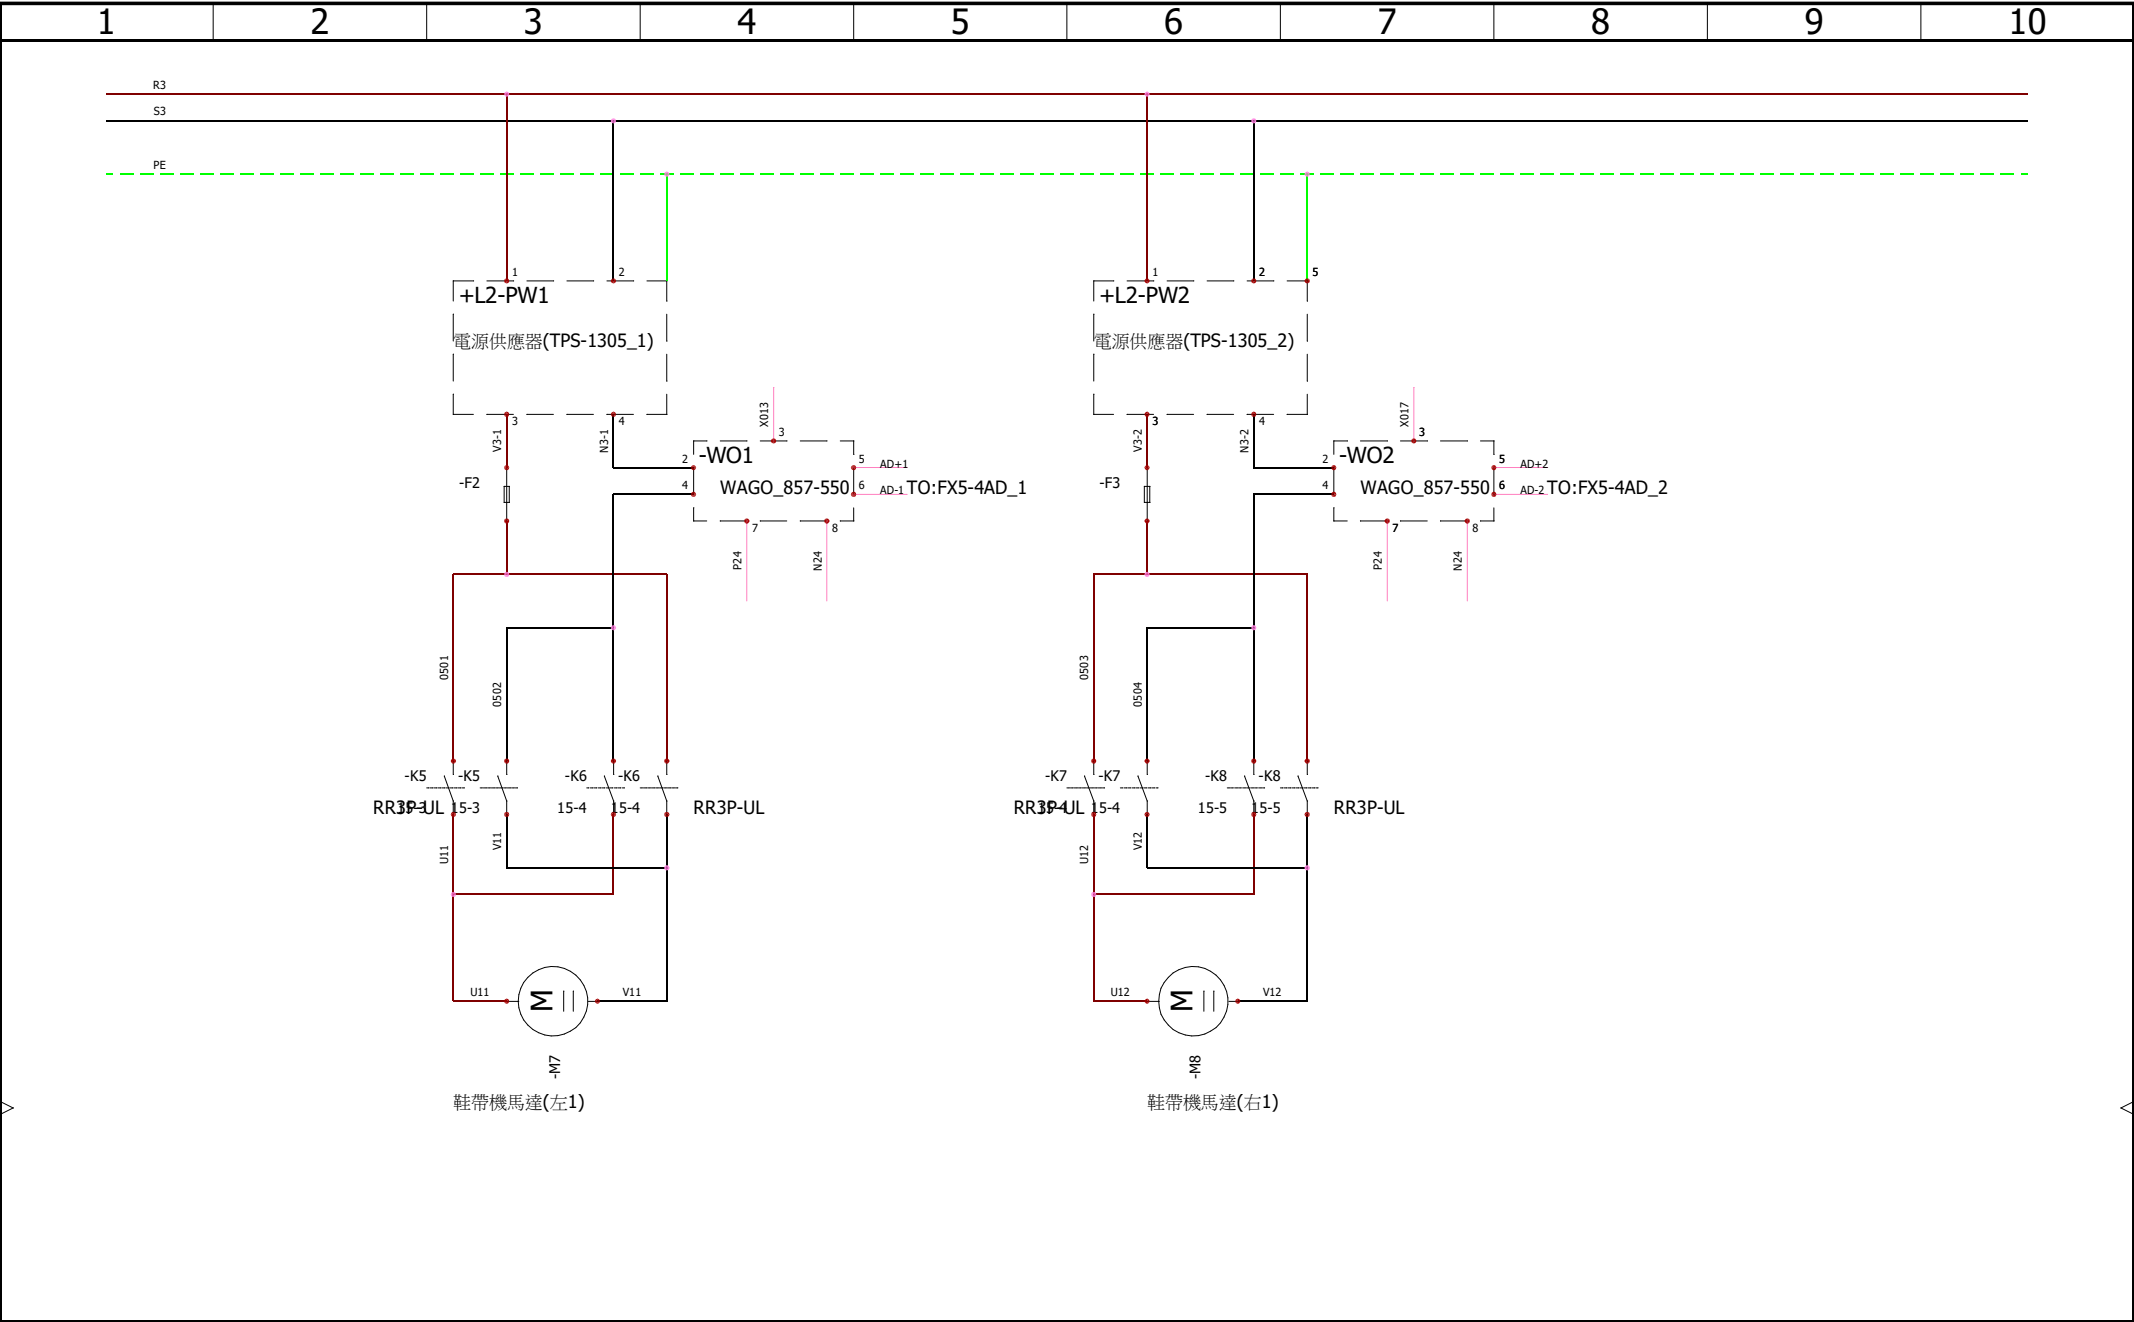 1 2 3 4 5 6 7 8 9 10
R3
S3
PE
1 2
+L2-PW1
電源供應器(TPS-1305_1)
3 4
V3-1
N3-1
X013
3
-WO1
2
4
WAGO_857-550
5 AD+1
6 AD-1 TO:FX5-4AD_1
7 8
P24
N24
-F2
0501
0502
-K5 -K5 -K6 -K6
RR3P-UL 15-3 15-4 15-4 RR3P-UL
U11
V11
U11 M V11
-M7
鞋帶機馬達(左1)
1 2 5
+L2-PW2
電源供應器(TPS-1305_2)
3 4
V3-2
N3-2
X017
3
-WO2
2
4
WAGO_857-550
5 AD+2
6 AD-2 TO:FX5-4AD_2
7 8
P24
N24
-F3
0503
0504
-K7 -K7 -K8 -K8
RR3P-UL 15-4 15-5 15-5 RR3P-UL
U12
V12
U12 M V12
-M8
鞋帶機馬達(右1)